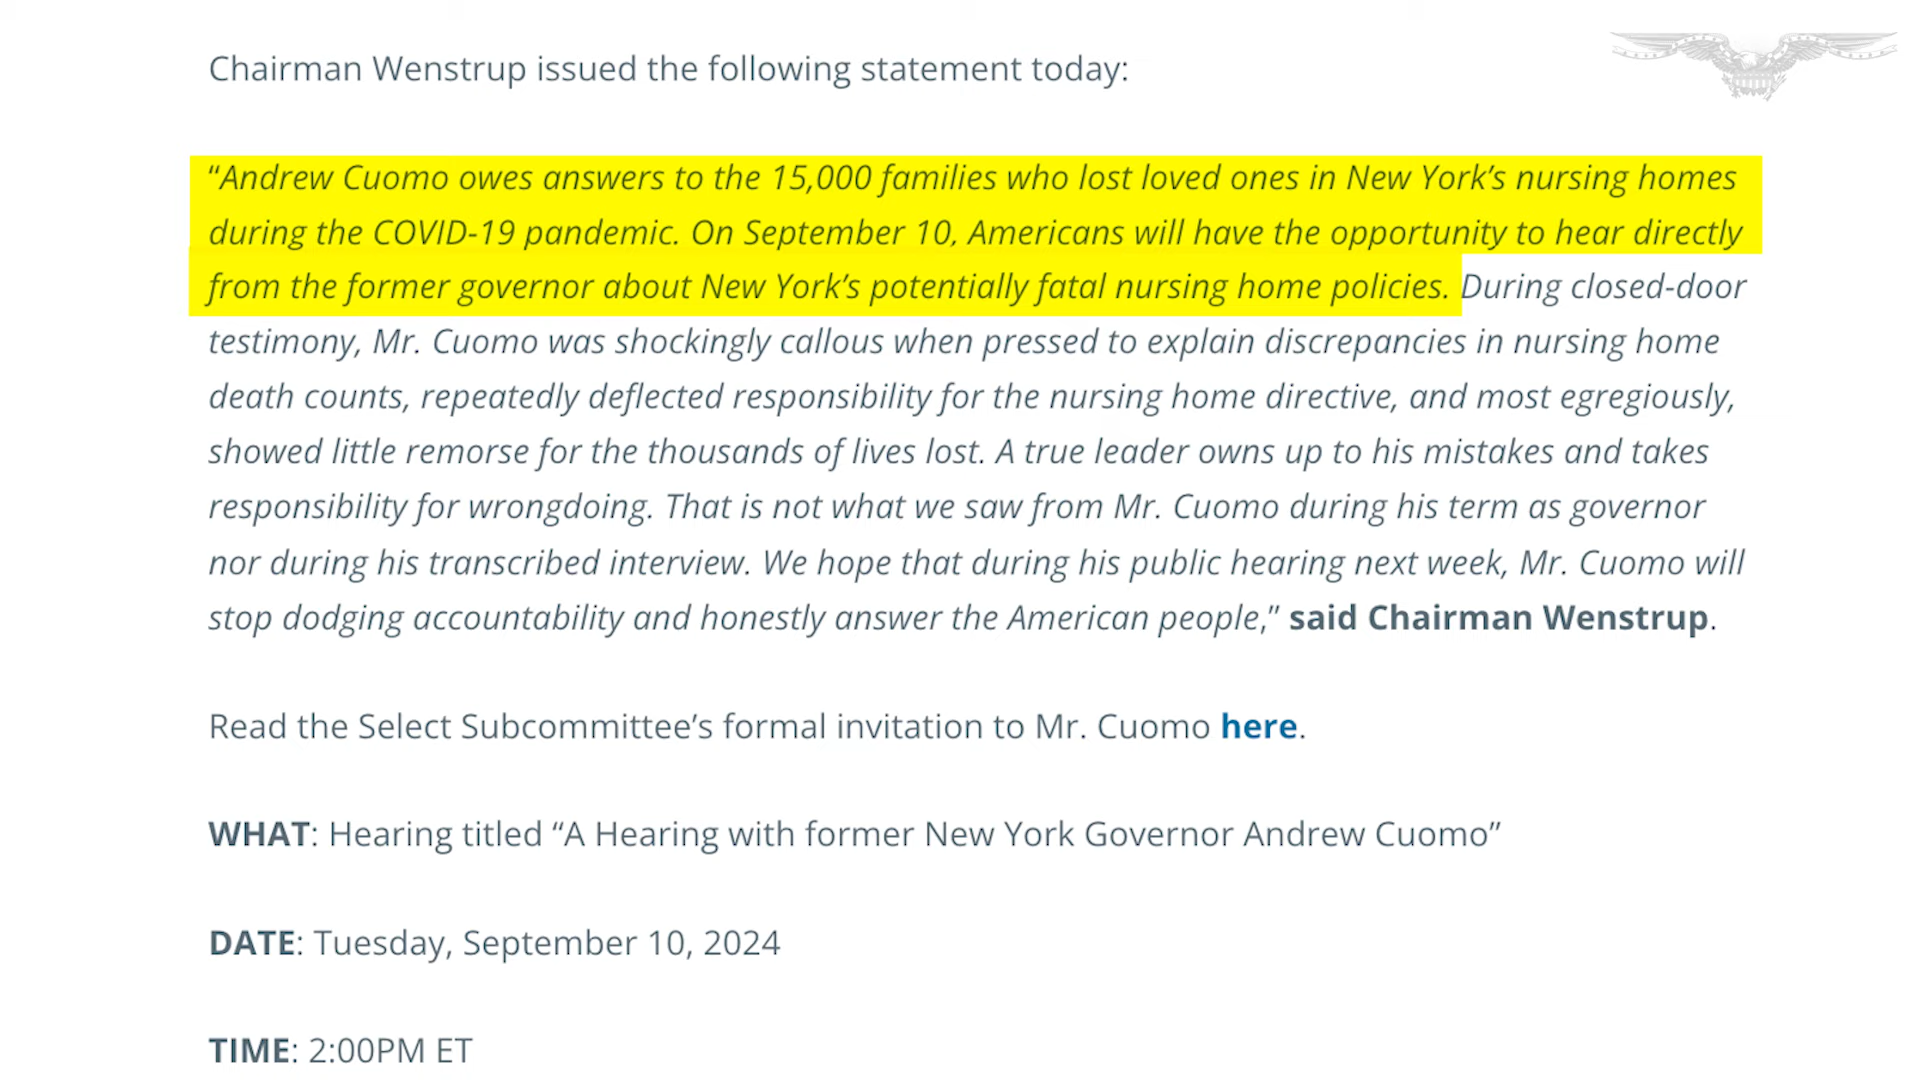 Chairman Wenstrup issued the following statement today:
“Andrew Cuomo owes answers to the 15,000 families who lost loved ones in New York’s nursing homes
during the COVID-19 pandemic. On September 10, Americans will have the opportunity to hear directly
from the former governor about New York’s potentially fatal nursing home policies. During closed-door
testimony, Mr. Cuomo was shockingly callous when pressed to explain discrepancies in nursing home
death counts, repeatedly deflected responsibility for the nursing home directive, and most egregiously,
showed little remorse for the thousands of lives lost. A true leader owns up to his mistakes and takes
responsibility for wrongdoing. That is not what we saw from Mr. Cuomo during his term as governor
nor during his transcribed interview. We hope that during his public hearing next week, Mr. Cuomo will
stop dodging accountability and honestly answer the American people,” said Chairman Wenstrup.
Read the Select Subcommittee’s formal invitation to Mr. Cuomo here.
WHAT: Hearing titled “A Hearing with former New York Governor Andrew Cuomo”
DATE: Tuesday, September 10, 2024
TIME: 2:00PM ET